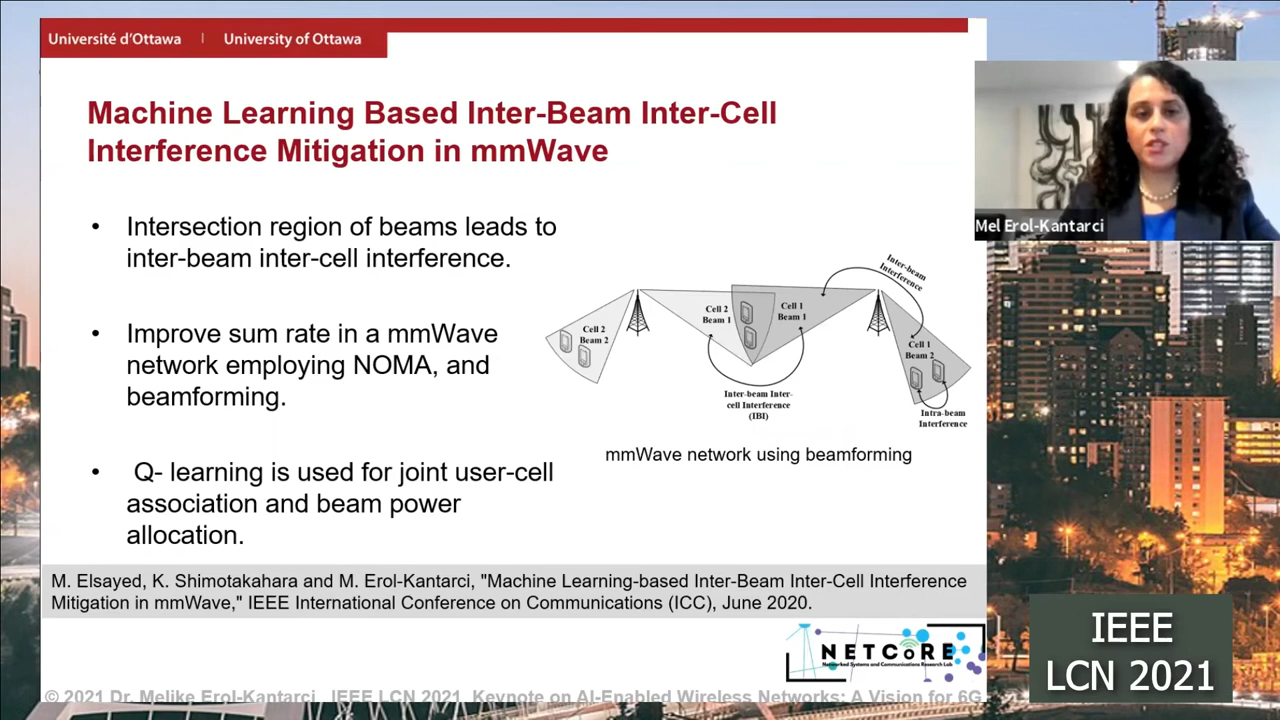 Université d'Ottawa | University of Ottawa
Machine Learning Based Inter-Beam Inter-Cell
Interference Mitigation in mmWave
• Intersection region of beams leads to
inter-beam inter-cell interference.
• Improve sum rate in a mmWave
network employing NOMA, and
beamforming.
• Q- learning is used for joint user-cell
association and beam power
allocation.
Cell 2
Beam 2
Cell 2
Beam 1
Cell 1
Beam 1
Inter-beam
Interference
Cell 1
Beam 2
Inter-beam Inter-
cell Interference
(IBI)
Intra-beam
Interference
mmWave network using beamforming
M. Elsayed, K. Shimotakahara and M. Erol-Kantarci, "Machine Learning-based Inter-Beam Inter-Cell Interference
Mitigation in mmWave," IEEE International Conference on Communications (ICC), June 2020.
NETCORE
Networked Systems and Communications Research Lab
© 2021 Dr. Melike Erol-Kantarci, IEEE LCN 2021, Keynote on AI-Enabled Wireless Networks: A Vision for 6G
Mel Erol-Kantarci
IEEE
LCN 2021